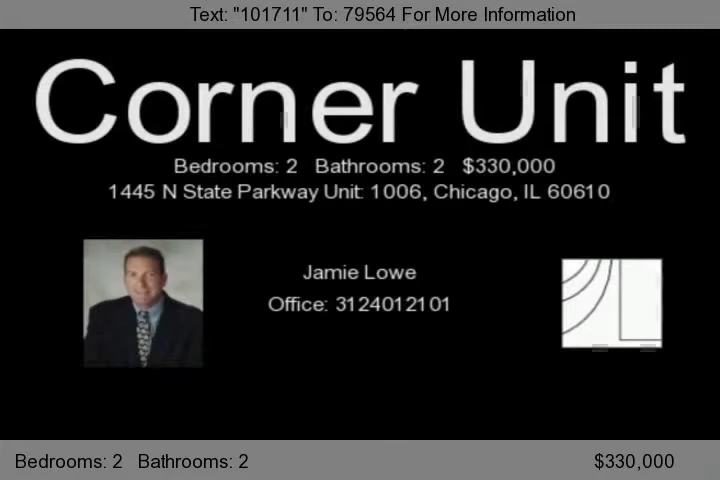 Text: "101711" To: 79564 For More Information
Corner Unit
Bedrooms: 2 Bathrooms: 2 $330,000
1445 N State Parkway Unit: 1006, Chicago, IL 60610
Jamie Lowe
Office: 3124012101
Bedrooms: 2 Bathrooms: 2 $330,000